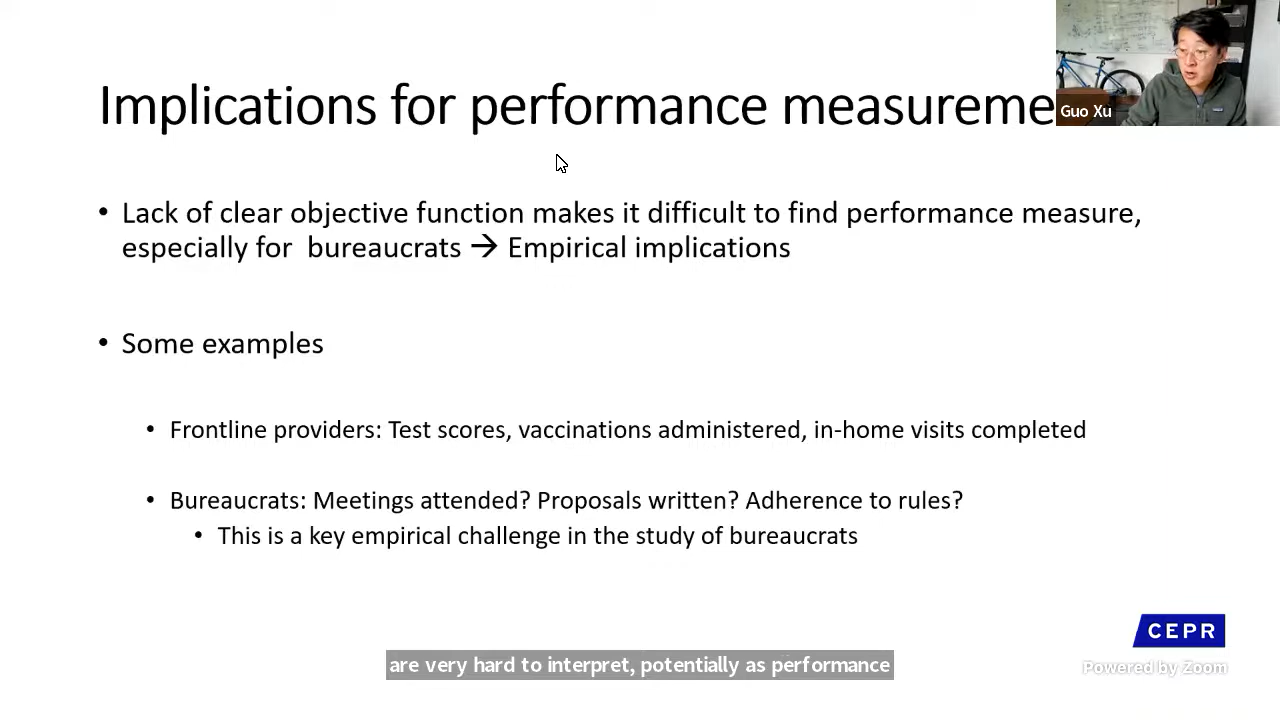 Implications for performance measureme
Guo Xu
• Lack of clear objective function makes it difficult to find performance measure,
especially for bureaucrats → Empirical implications
• Some examples
• Frontline providers: Test scores, vaccinations administered, in-home visits completed
• Bureaucrats: Meetings attended? Proposals written? Adherence to rules?
• This is a key empirical challenge in the study of bureaucrats
CEPR
are very hard to interpret, potentially as performance
Powered by Zoom